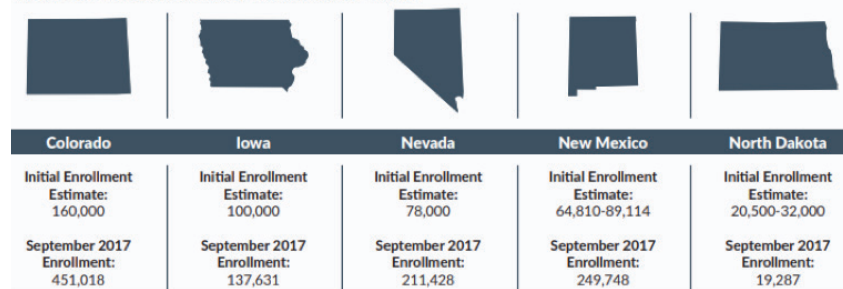 Colorado Iowa Nevada New Mexico North Dakota
Initial Enrollment Initial Enrollment Initial Enrollment Initial Enrollment Initial Enrollment
Estimate: Estimate: Estimate: Estimate: Estimate:
160,000 100,000 78,000 64,810-89,114 20,500-32,000
September 2017 September 2017 September 2017 September 2017 September 2017
Enrollment: Enrollment: Enrollment: Enrollment: Enrollment:
451,018 137,631 211,428 249,748 19,287